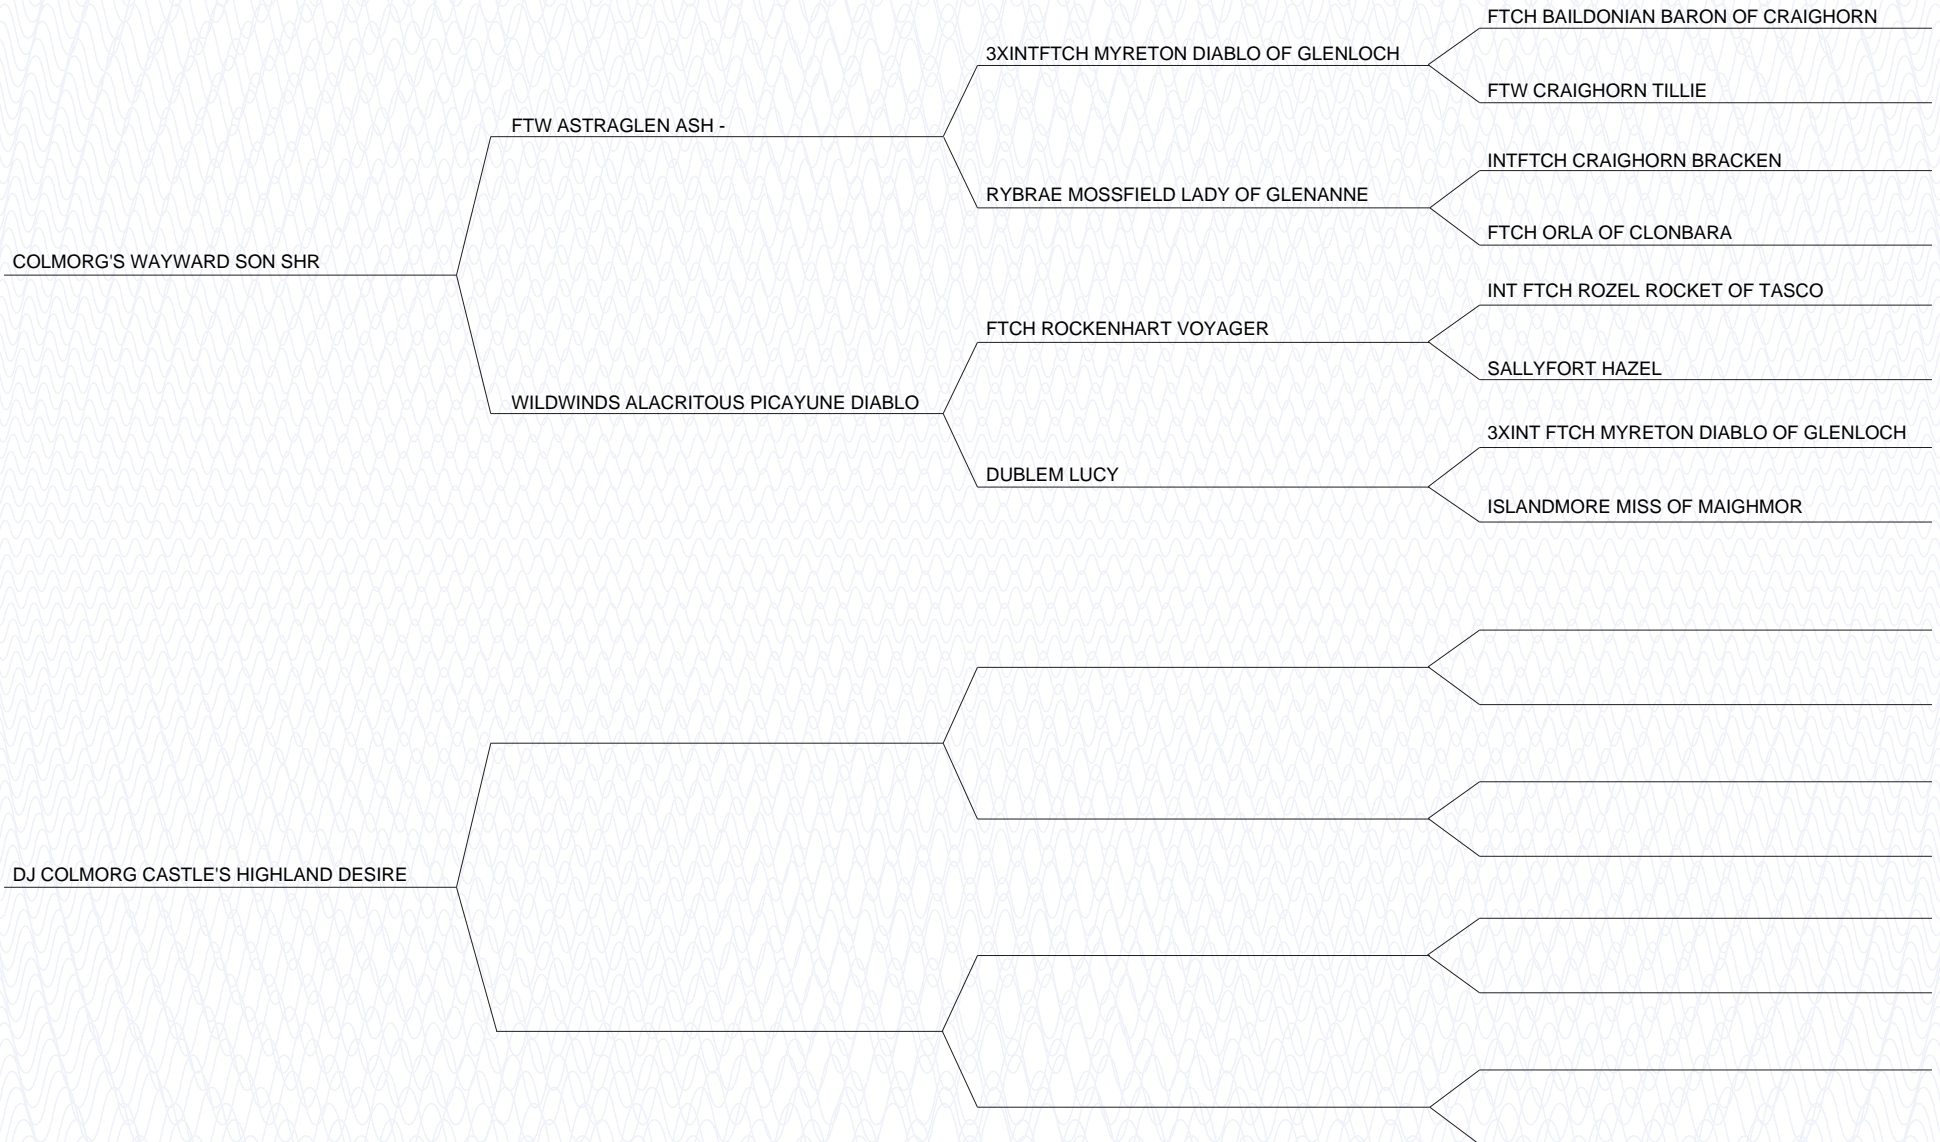 FTCH BAILDONIAN BARON OF CRAIGHORN
3XINTFTCH MYRETON DIABLO OF GLENLOCH
FTW CRAIGHORN TILLIE
FTW ASTRAGLEN ASH -
INTFTCH CRAIGHORN BRACKEN
RYBRAE MOSSFIELD LADY OF GLENANNE
FTCH ORLA OF CLONBARA
COLMORG'S WAYWARD SON SHR
INT FTCH ROZEL ROCKET OF TASCO
FTCH ROCKENHART VOYAGER
SALLYFORT HAZEL
WILDWINDS ALACRITOUS PICAYUNE DIABLO
3XINT FTCH MYRETON DIABLO OF GLENLOCH
DUBLEM LUCY
ISLANDMORE MISS OF MAIGHMOR
DJ COLMORG CASTLE'S HIGHLAND DESIRE